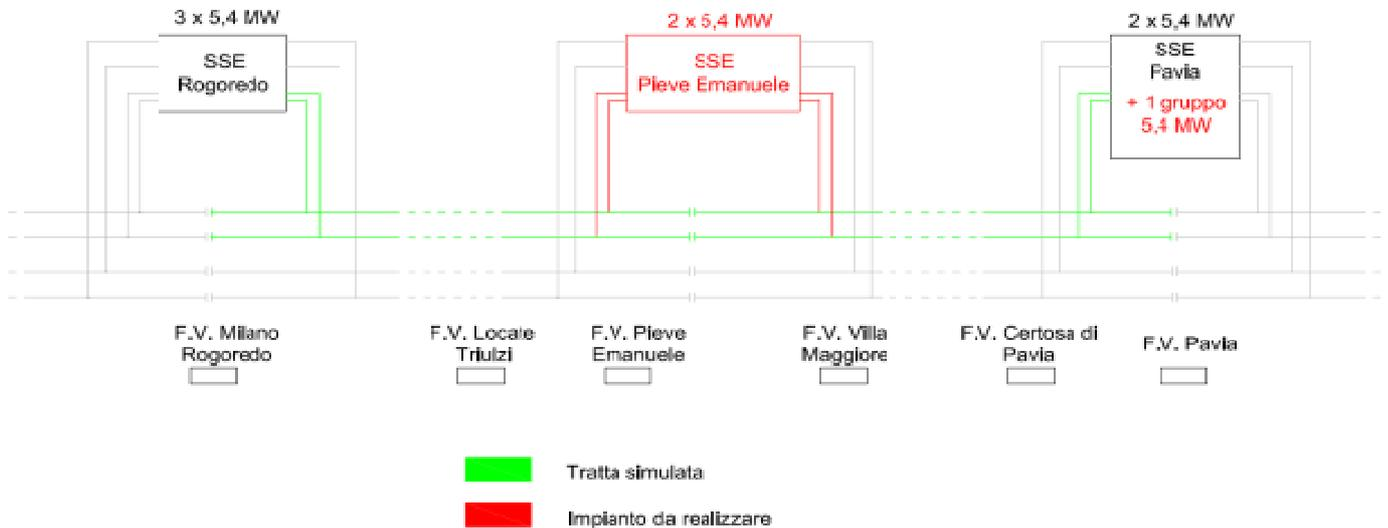 3 x 5,4 MW
2 x 5,4 MW
2 x 5,4 MW
SSE
Rogoredo
SSE
Pieve Emanuele
SSE
Pavia
+ 1 gruppo
5,4 MW
F.V. Milano
Rogoredo
F.V. Locate
Triulzi
F.V. Pieve
Emanuele
F.V. Villa
Maggiore
F.V. Certosa di
Pavia
F.V. Pavia
Tratta simulata
Impianto da realizzare